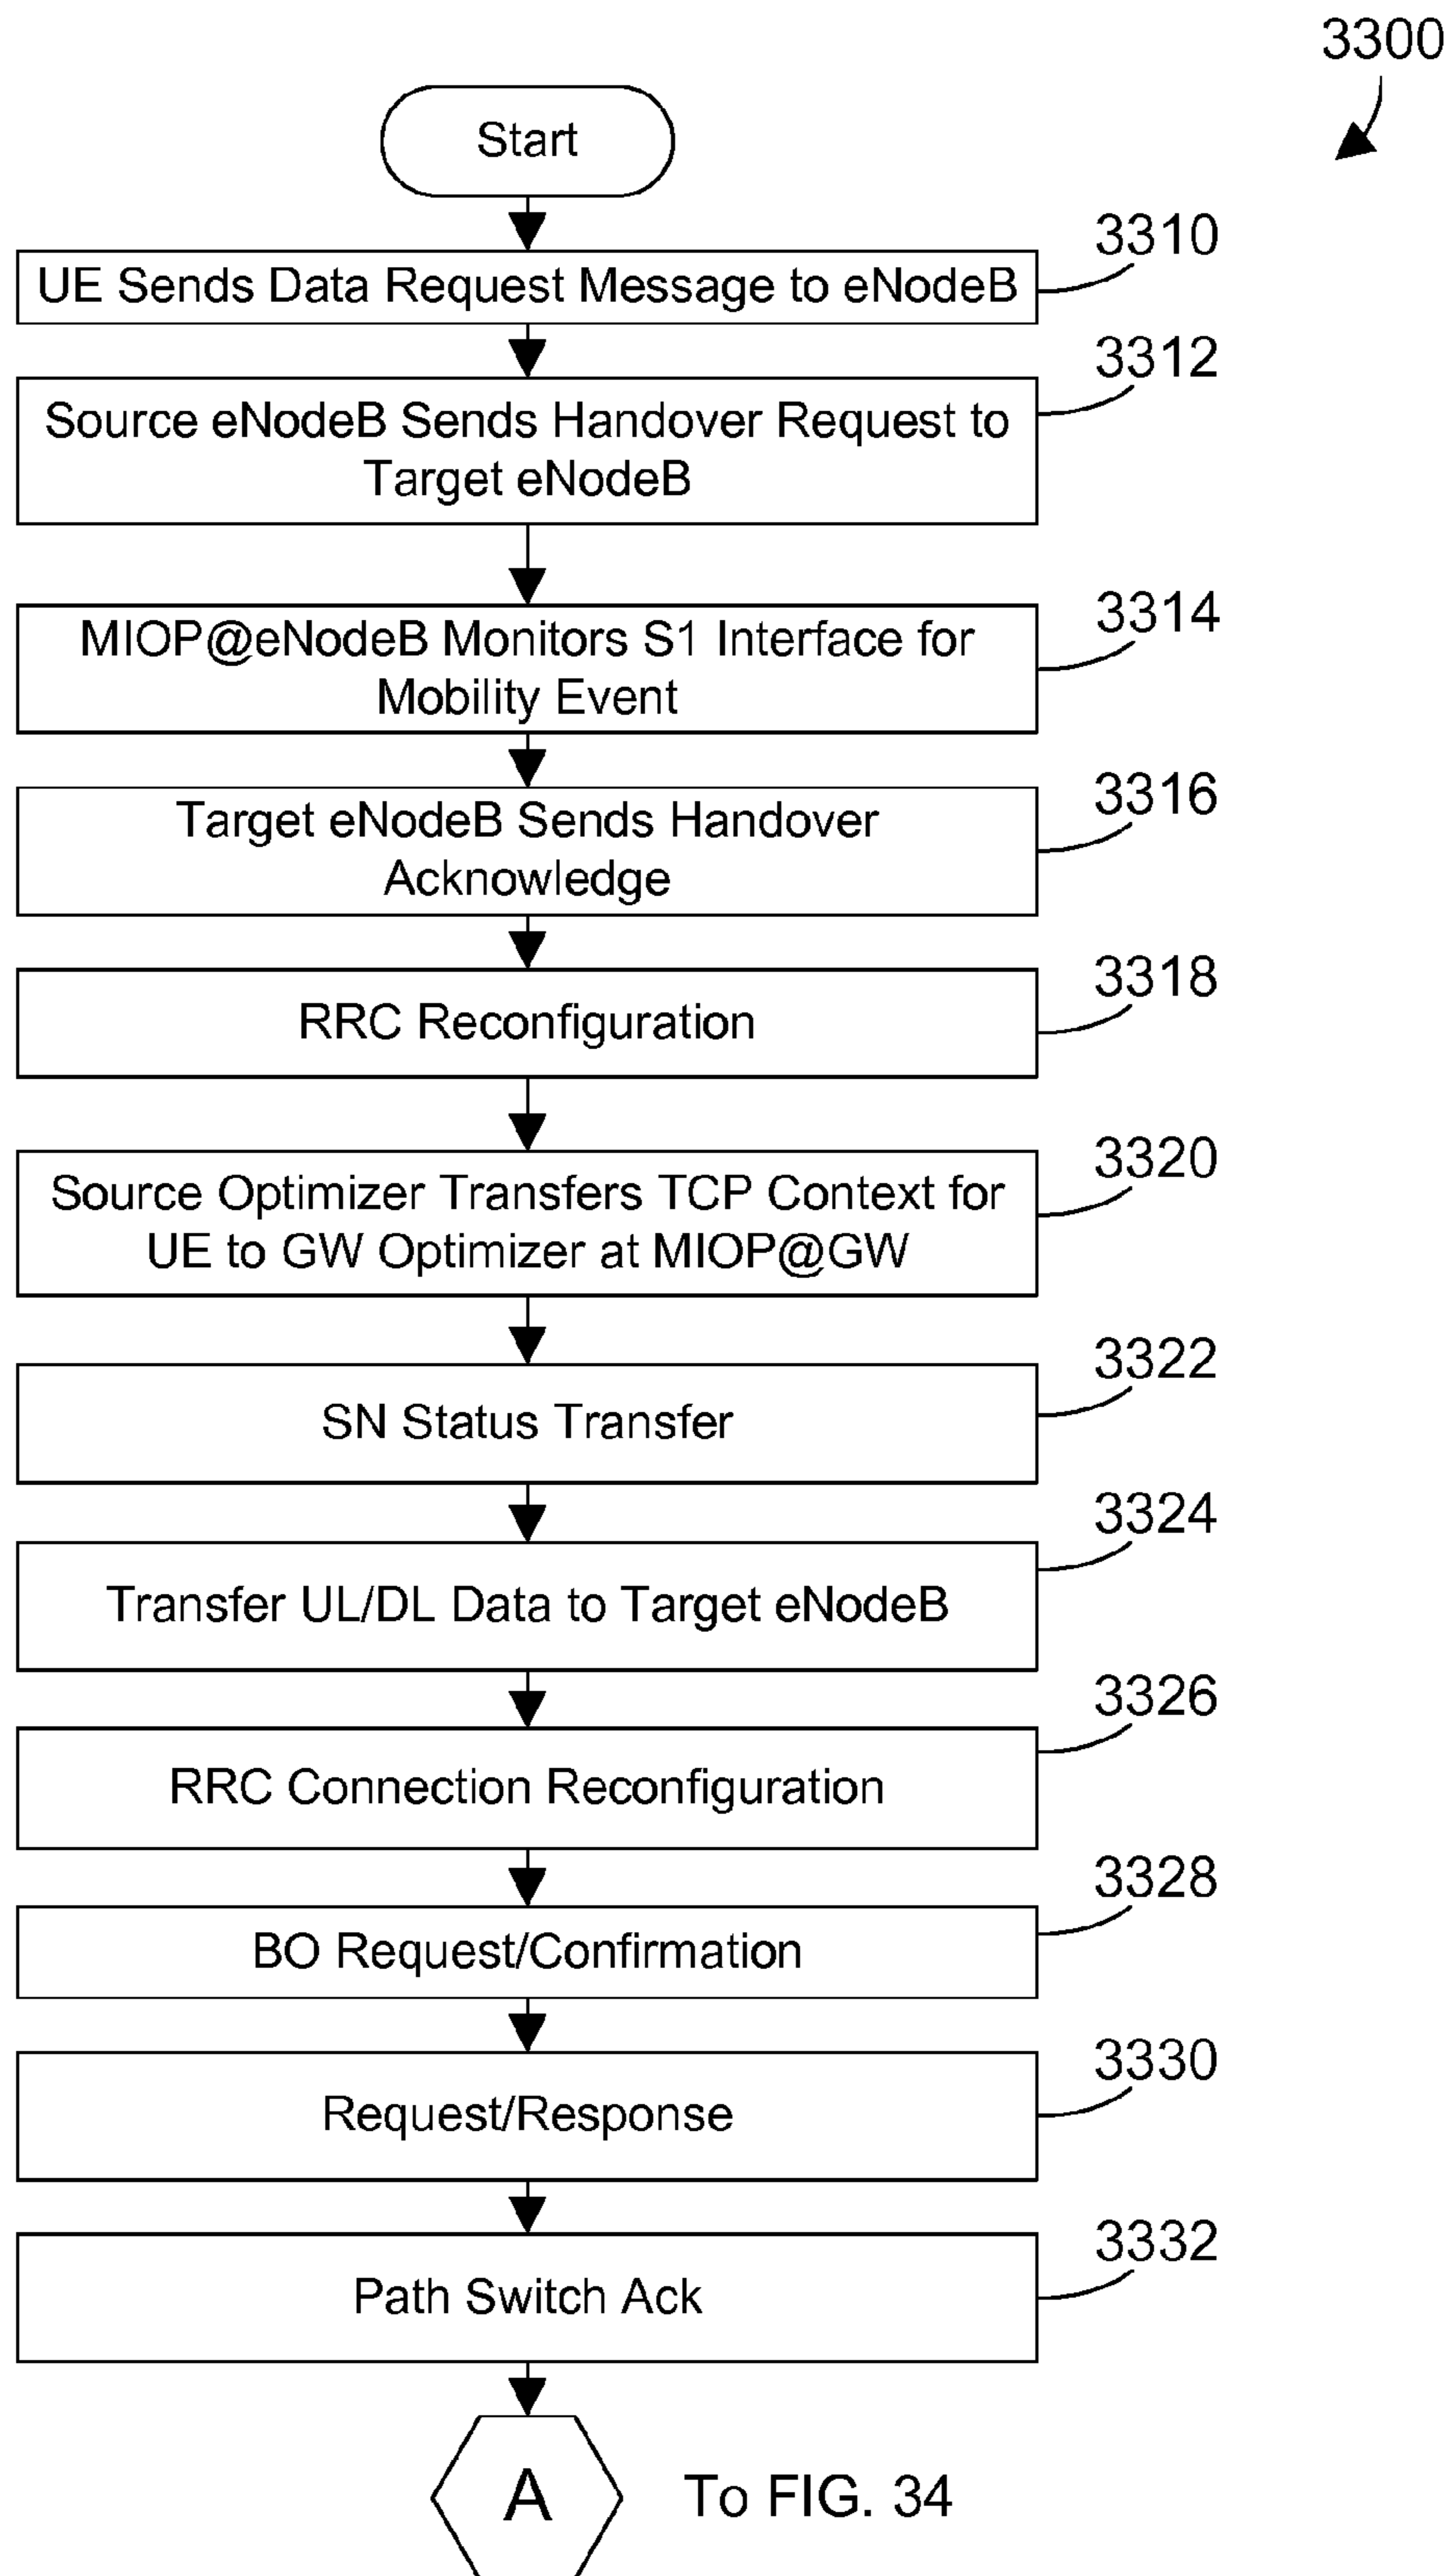 3300
Start
3310
UE Sends Data Request Message to eNodeB
3312
Source eNodeB Sends Handover Request to
Target eNodeB
3314
MIOP@eNodeB Monitors S1 Interface for
Mobility Event
3316
Target eNodeB Sends Handover
Acknowledge
3318
RRC Reconfiguration
3320
Source Optimizer Transfers TCP Context for
UE to GW Optimizer at MIOP@GW
3322
SN Status Transfer
3324
Transfer UL/DL Data to Target eNodeB
3326
RRC Connection Reconfiguration
3328
BO Request/Confirmation
3330
Request/Response
3332
Path Switch Ack
A To FIG. 34